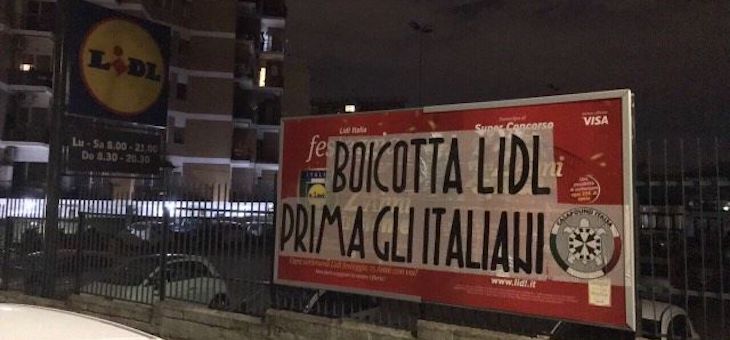 LIDL
Lu - Sa 8.00 - 21.00
Do 8.30 - 20.30
Lidl Italia
Super Concorso
VISA
fes
BOICOTTA LIDL
PRIMA GLI ITALIANI
CASAPOUND ITALIA
www.lidl.it